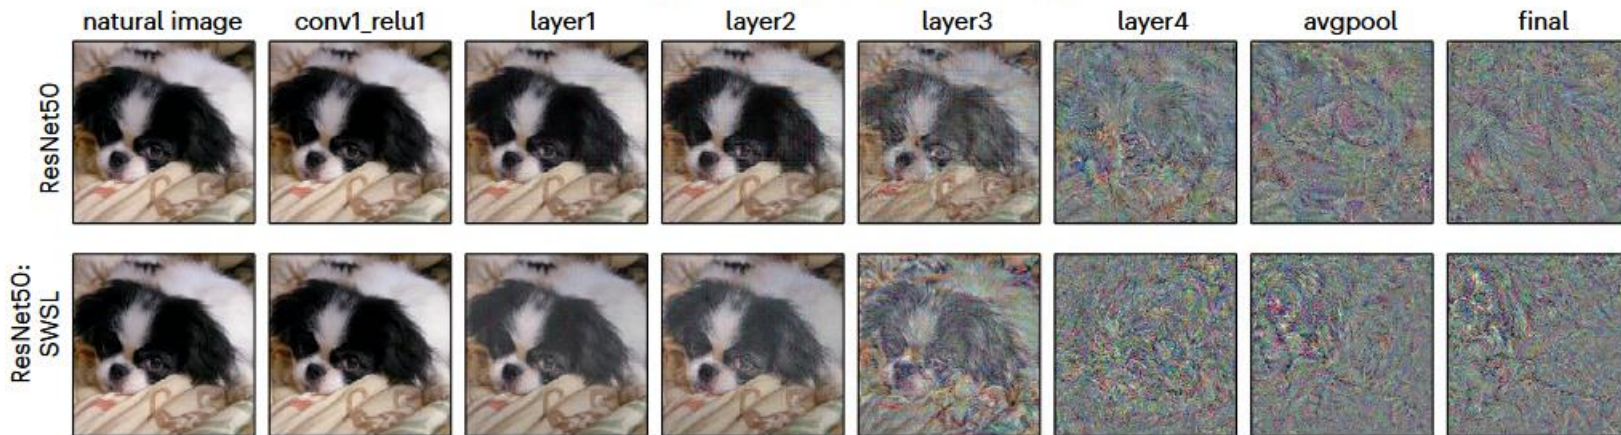 natural image conv1_relu1 layer1 layer2 layer3 layer4 avgpool final
ResNet50
ResNet50:
SWSL